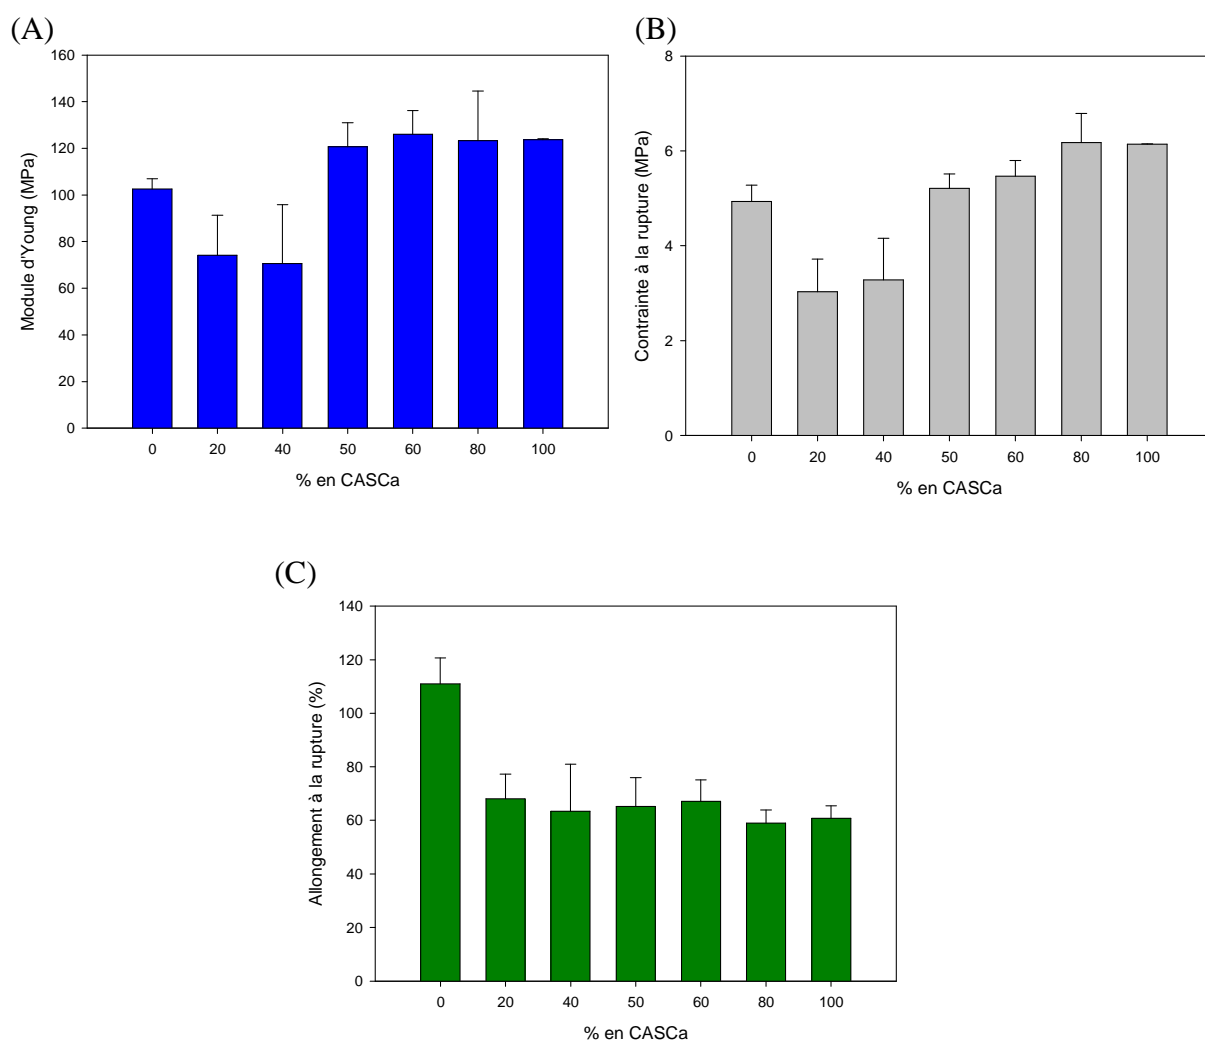 (A)
160
140
120
100
80
60
40
20
0
Module d'Young (MPa)
0 20 40 50 60 80 100
% en CASCa
(B)
8
6
4
2
0
Contrainte à la rupture (MPa)
0 20 40 50 60 80 100
% en CASCa
(C)
140
120
100
80
60
40
20
0
Allongement à la rupture (%)
0 20 40 50 60 80 100
% en CASCa